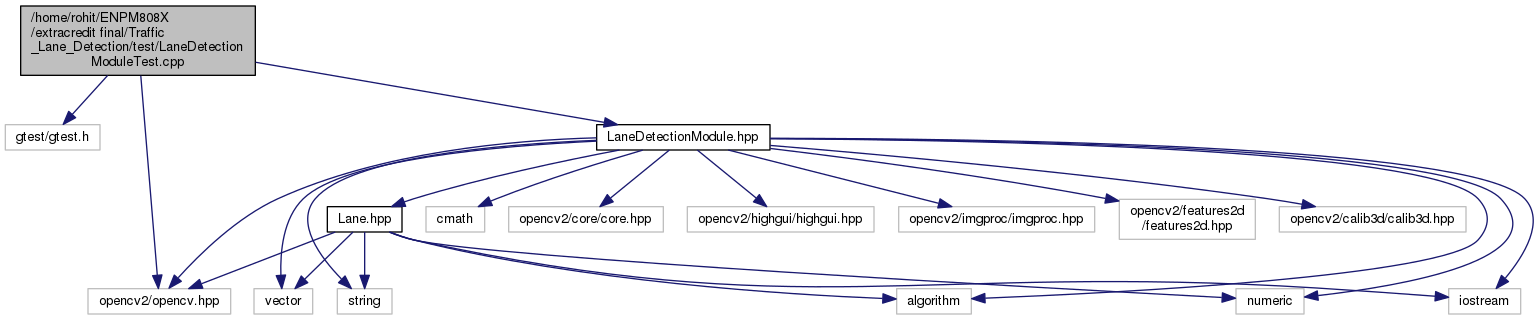 /home/rohit/ENPM808X
/extracredit final/Traffic
_Lane_Detection/test/LaneDetection
ModuleTest.cpp
gtest/gtest.h
LaneDetectionModule.hpp
Lane.hpp
cmath
opencv2/core/core.hpp
opencv2/highgui/highgui.hpp
opencv2/imgproc/imgproc.hpp
opencv2/features2d
/features2d.hpp
opencv2/calib3d/calib3d.hpp
opencv2/opencv.hpp
vector
string
algorithm
numeric
iostream